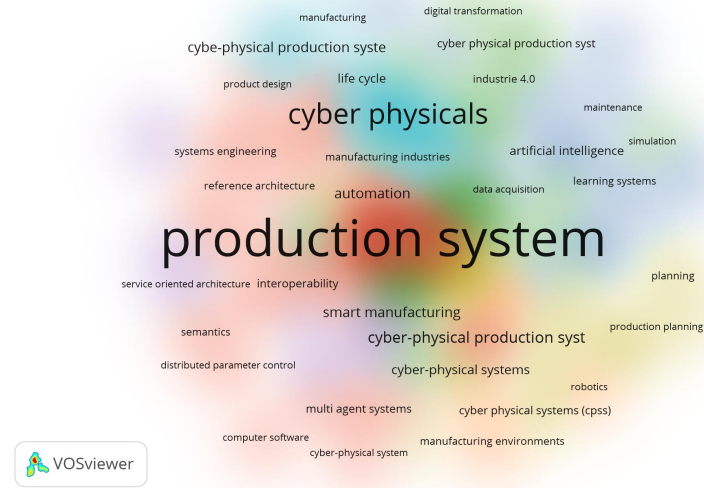 manufacturing
digital transformation
cybe-physical production syste
cyber physical production syst
product design
life cycle
industrie 4.0
cyber physicals
maintenance
simulation
systems engineering
manufacturing industries
artificial intelligence
reference architecture
automation
data acquisition
learning systems
production system
service oriented architecture
interoperability
planning
smart manufacturing
semantics
cyber-physical production syst
production planning
distributed parameter control
cyber-physical systems
robotics
multi agent systems
cyber physical systems (cpss)
computer software
cyber-physical system
manufacturing environments
VOSviewer